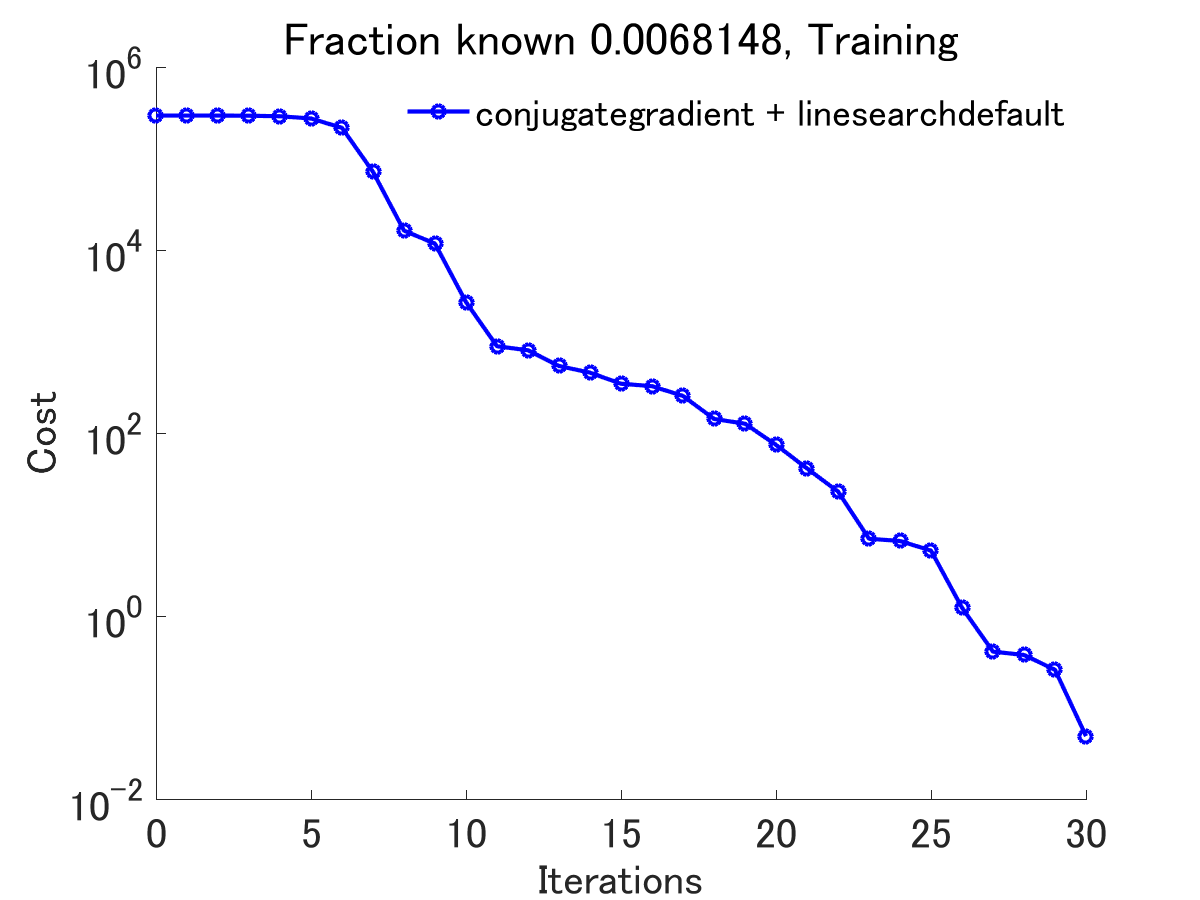 Fraction known 0.0068148, Training
10^6
conjugategradient + linesearchdefault
10^4
10^2
10^0
10^-2
Cost
0 5 10 15 20 25 30
Iterations